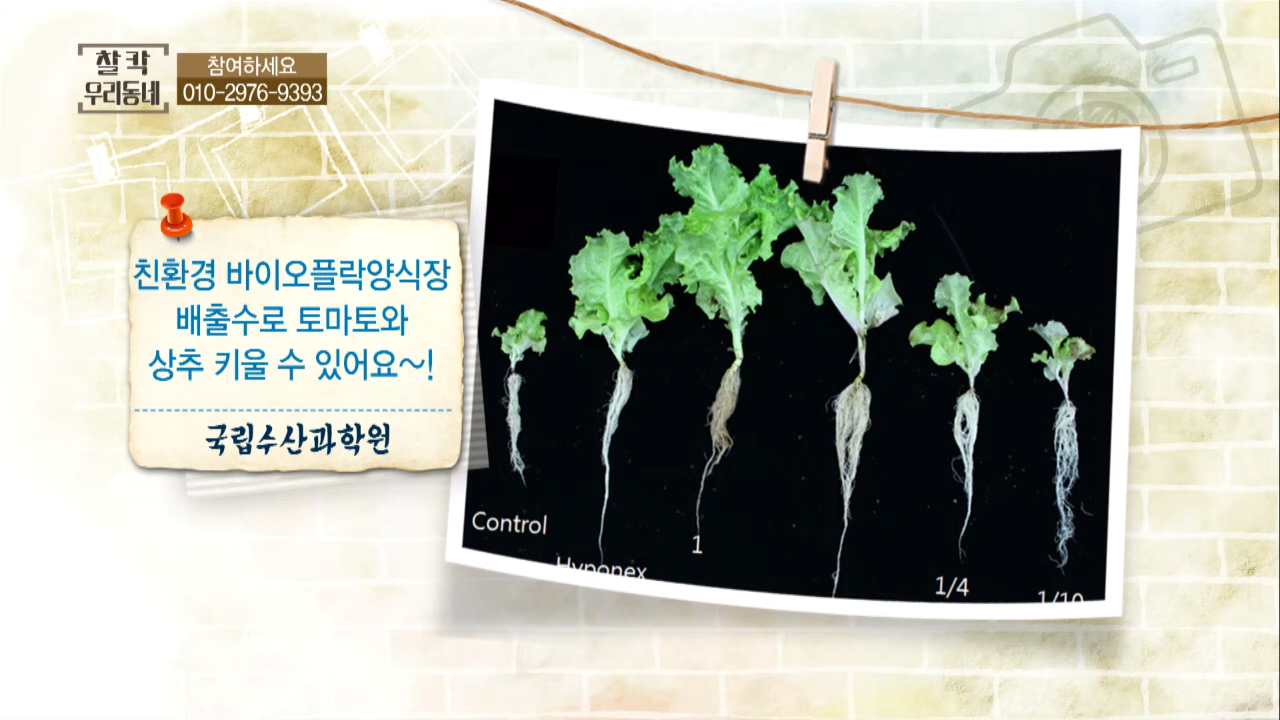 찰칵
우리동네
참여하세요
010-2976-9393
친환경 바이오플락양식장
배출수로 토마토와
상추 키울 수 있어요~!
국립수산과학원
Control
Hyponex
1
1/4
1/10